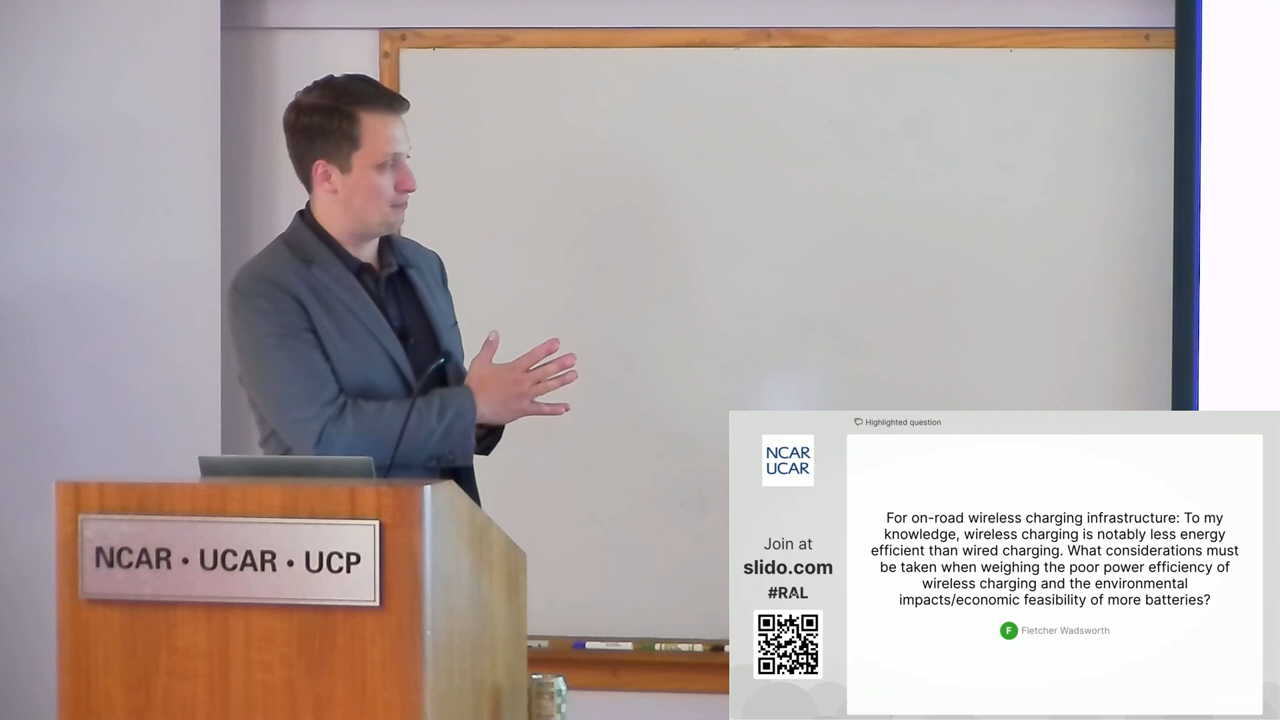 NCAR • UCAR • UCP
Highlighted question
NCAR
UCAR
Join at
slido.com
#RAL
For on-road wireless charging infrastructure: To my
knowledge, wireless charging is notably less energy
efficient than wired charging. What considerations must
be taken when weighing the poor power efficiency of
wireless charging and the environmental
impacts/economic feasibility of more batteries?
F Fletcher Wadsworth